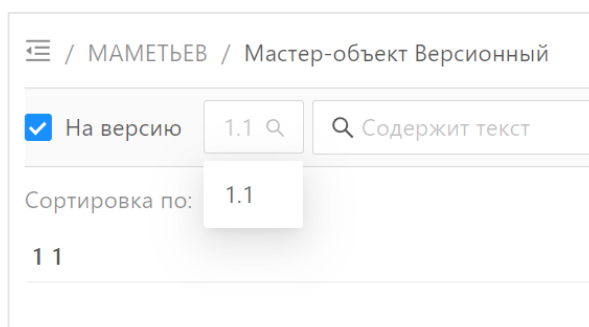 / МАМЕТЬЕВ / Мастер-объект Версионный
На версию 1.1 Содержит текст
1.1
Сортировка по:
1 1